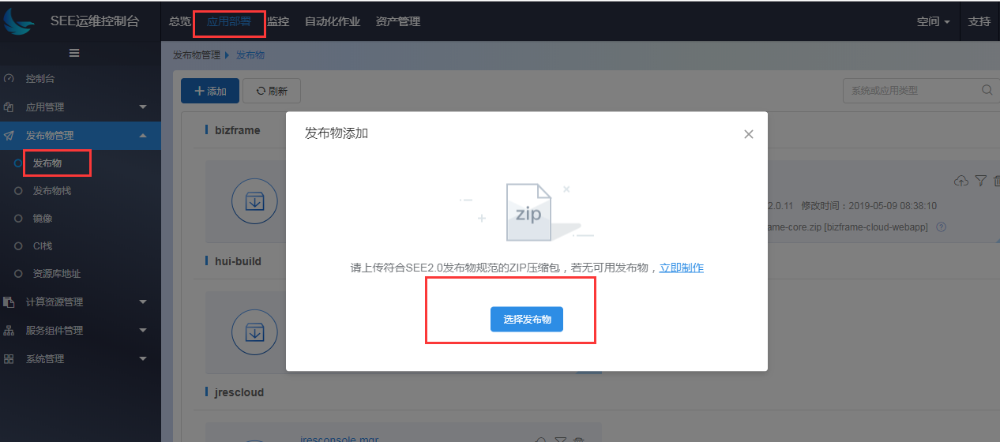 SEE运维控制台
总览 应用部署 监控 自动化作业 资产管理 空间 支持
发布物管理 发布物
控制台
应用管理
发布物管理
发布物
发布物栈
镜像
CI栈
资源库地址
计算资源管理
服务组件管理
系统管理
添加 刷新 系统或应用类型
bizframe
发布物添加
zip
请上传符合SEE2.0发布物规范的ZIP压缩包，若无可用发布物，立即制作
选择发布物
2.0.11 修改时间：2019-05-09 08:38:10
ame-core.zip [bizframe-cloud-webapp]
hui-build
jrescloud
jresconsole.mgr